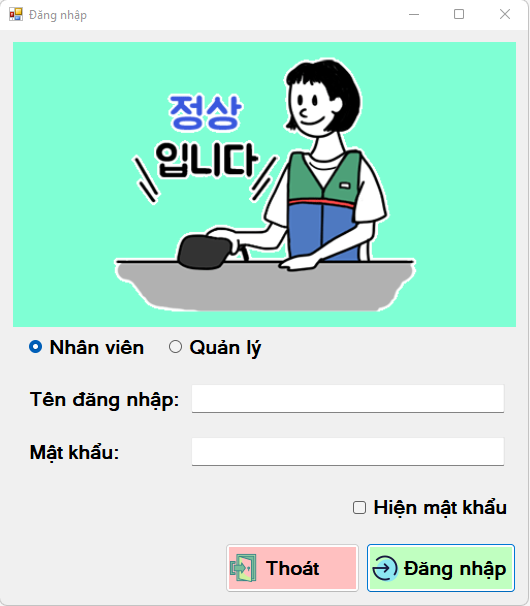 Đăng nhập
정상
입니다
Nhân viên Quản lý
Tên đăng nhập:
Mật khẩu:
Hiện mật khẩu
Thoát Đăng nhập